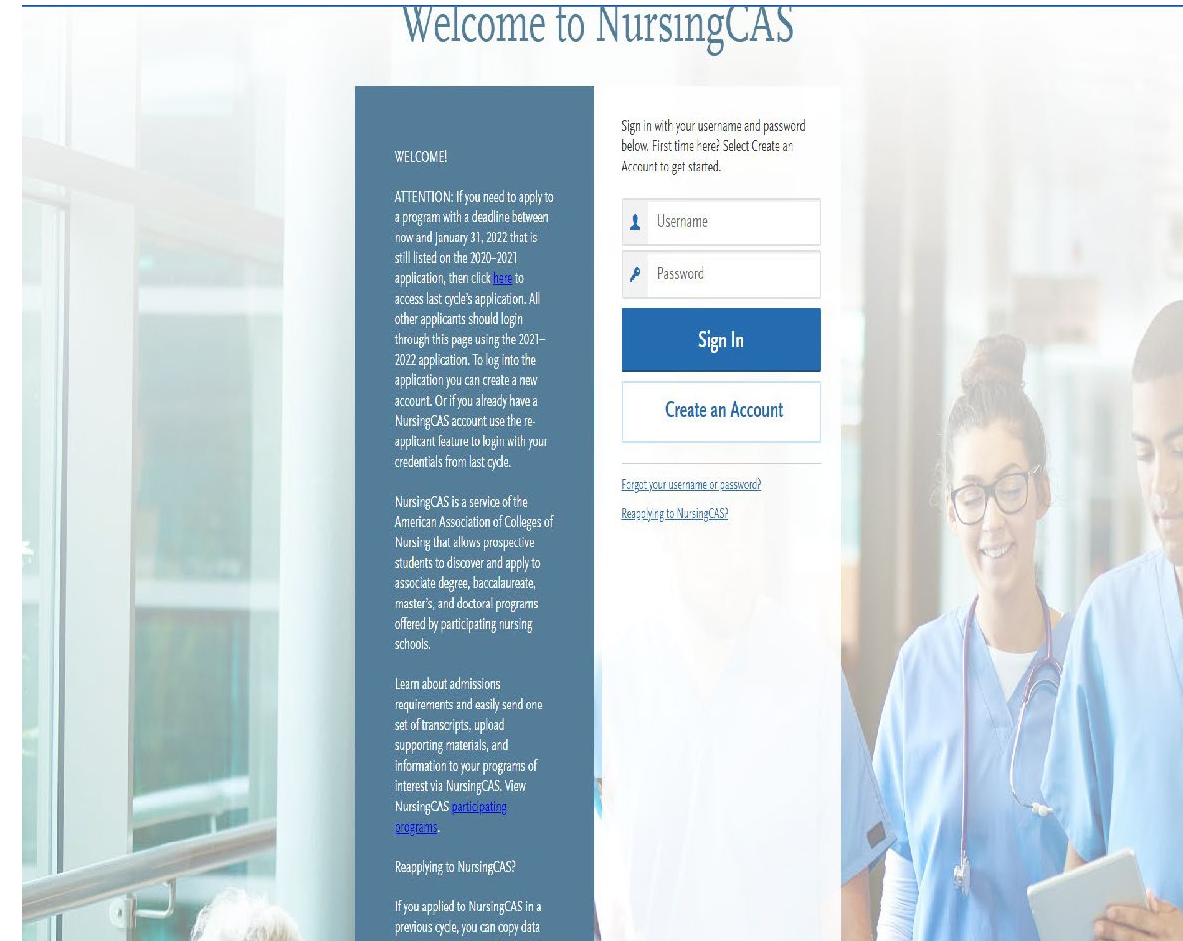 Welcome to NursingCAS
WELCOME!
ATTENTION: If you need to apply to
a program with a deadline between
now and January 31, 2022 that is
still listed on the 2020–2021
application, then click here to
access last cycle's application. All
other applicants should login
through this page using the 2021–
2022 application. To log into the
application you can create a new
account. Or if you already have a
NursingCAS account use the re-
applicant feature to login with your
credentials from last cycle.
NursingCAS is a service of the
American Association of Colleges of
Nursing that allows prospective
students to discover and apply to
associate degree, baccalaureate,
master's, and doctoral programs
offered by participating nursing
schools.
Learn about admissions
requirements and easily send one
set of transcripts, upload
supporting materials, and
information to your programs of
interest via NursingCAS. View
NursingCAS participating
programs.
Reapplying to NursingCAS?
If you applied to NursingCAS in a
previous cycle, you can copy data
Sign in with your username and password
below. First time here? Select Create an
Account to get started.
Username
Password
Sign In
Create an Account
Forgot your username or password?
Reapplying to NursingCAS?